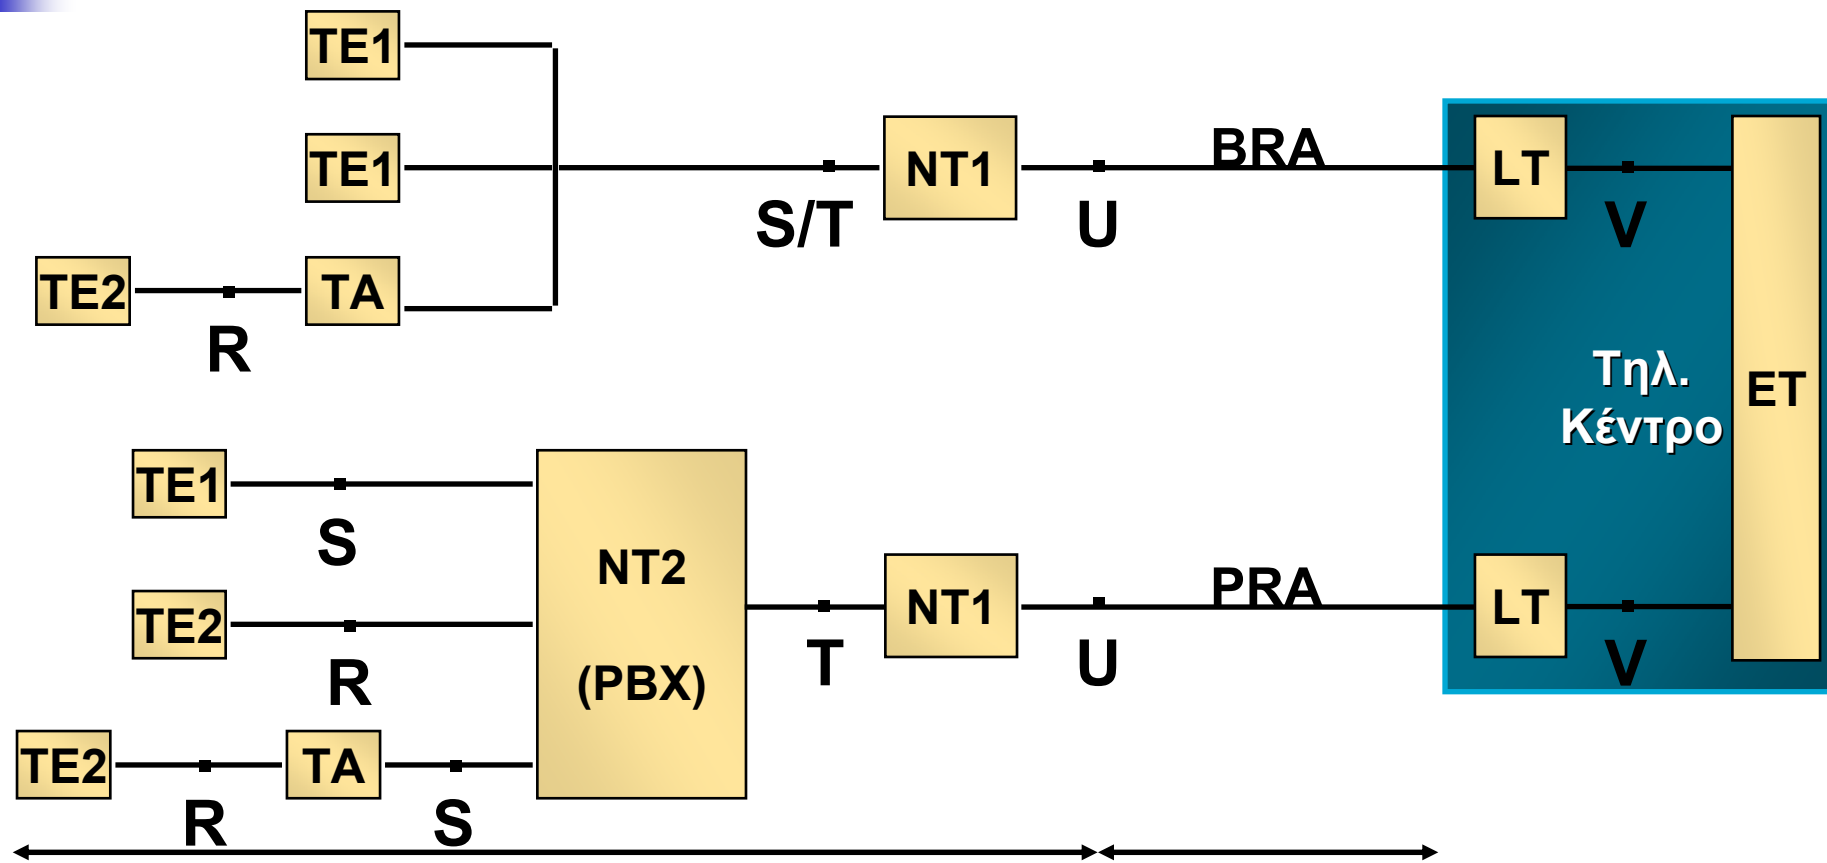 TE1
TE1
NT1
BRA
LT
S/T
U
V
TE2
TA
R
Τηλ.
Κέντρο
ET
TE1
S
NT2
(PBX)
TE2
R
T
NT1
U
PRA
LT
V
TE2
TA
R
S